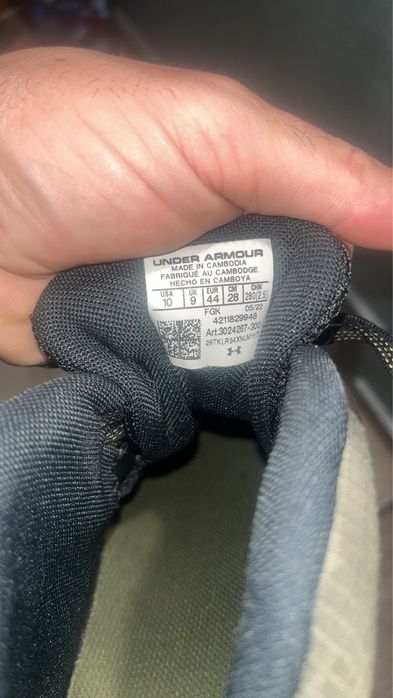 UNDER ARMOUR
MADE IN CAMBODIA
FABRIQUÉ AU CAMBODGE
HECHO EN CAMBOYA
USA UK EUR CM CHN
10 9 44 28 280(2.5)
FGK 05/22
4211829948
Art.3024267-300